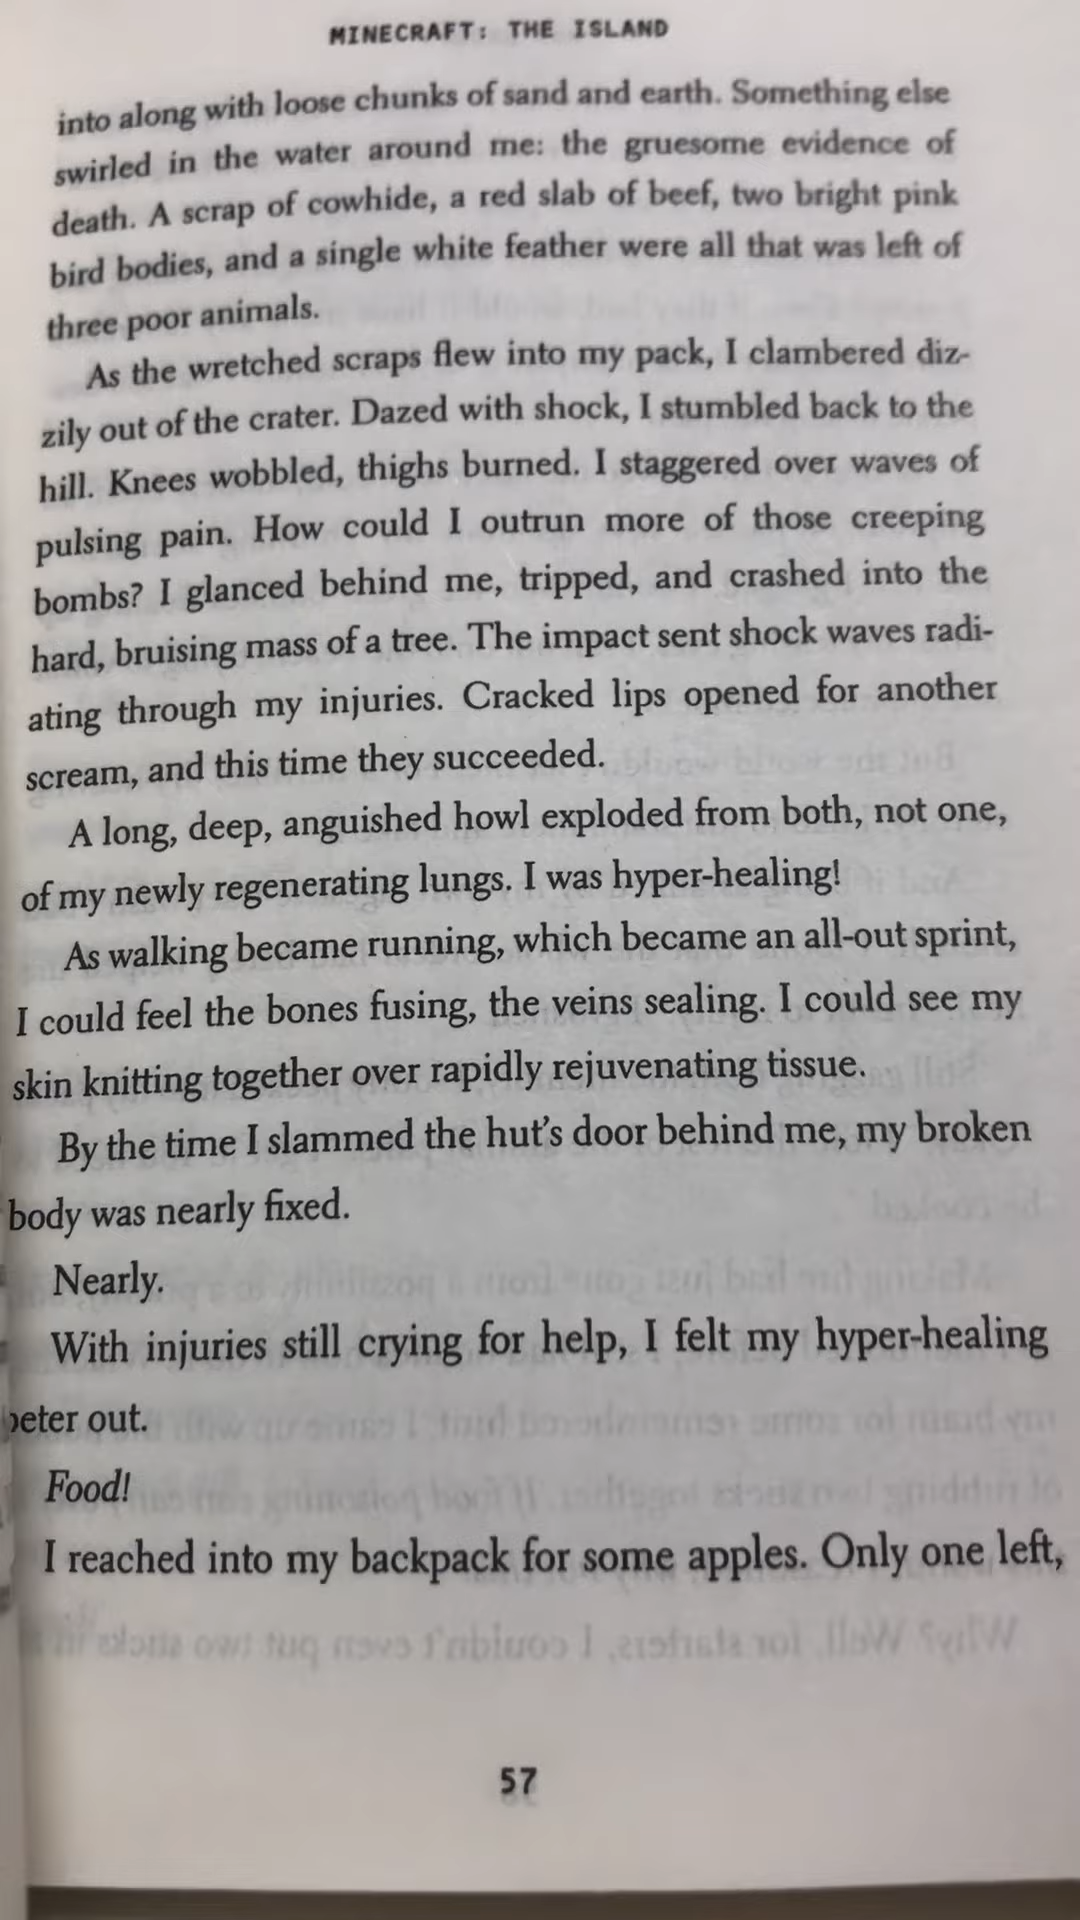 MINECRAFT: THE ISLAND
into along with loose chunks of sand and earth. Something else
swirled in the water around me: the gruesome evidence of
death. A scrap of cowhide, a red slab of beef, two bright pink
bird bodies, and a single white feather were all that was left of
three poor animals.
As the wretched scraps flew into my pack, I clambered diz-
zily out of the crater. Dazed with shock, I stumbled back to the
hill. Knees wobbled, thighs burned. I staggered over waves of
pulsing pain. How could I outrun more of those creeping
bombs? I glanced behind me, tripped, and crashed into the
hard, bruising mass of a tree. The impact sent shock waves radi-
ating through my injuries. Cracked lips opened for another
scream, and this time they succeeded.
A long, deep, anguished howl exploded from both, not one,
of my newly regenerating lungs. I was hyper-healing!
As walking became running, which became an all-out sprint,
I could feel the bones fusing, the veins sealing. I could see my
skin knitting together over rapidly rejuvenating tissue.
By the time I slammed the hut's door behind me, my broken
body was nearly fixed.
Nearly.
With injuries still crying for help, I felt my hyper-healing
peter out.
Food!
I reached into my backpack for some apples. Only one left,
57